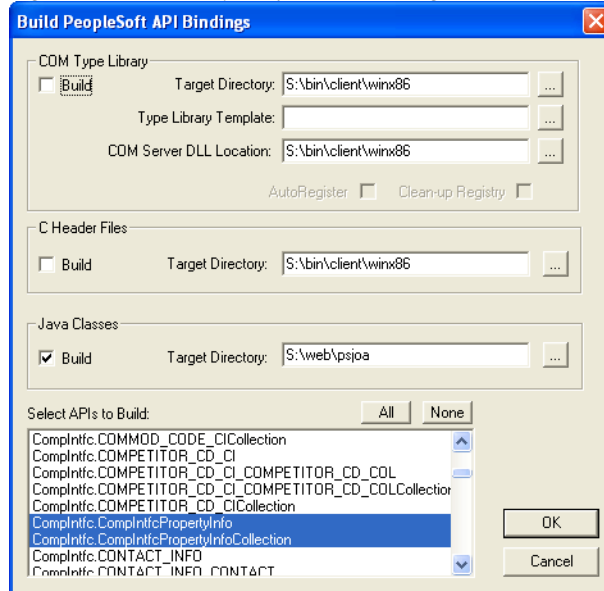 Build PeopleSoft API Bindings
COM Type Library
Build Target Directory: S:\bin\client\winx86 ...
Type Library Template: ...
COM Server DLL Location: S:\bin\client\winx86 ...
AutoRegister Clean-up Registry
C Header Files
Build Target Directory: S:\bin\client\winx86 ...
Java Classes
Build Target Directory: S:\web\psjoa ...
Select APIs to Build: All None
CompIntfc.COMMOD_CODE_CICollection
CompIntfc.COMPETITOR_CD_CI
CompIntfc.COMPETITOR_CD_CI_COMPETITOR_CD_COL
CompIntfc.COMPETITOR_CD_CI_COMPETITOR_CD_COLCollection
CompIntfc.COMPETITOR_CD_CICollection
CompIntfc.CompIntfcPropertyInfo
CompIntfc.CompIntfcPropertyInfoCollection
CompIntfc.CONTACT_INFO
CompIntfc.CONTACT_INFO_CONTACT
OK
Cancel